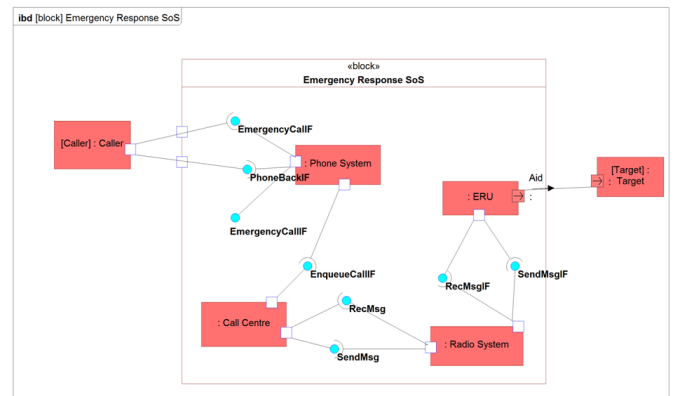 ibd [block] Emergency Response SoS
«block»
Emergency Response SoS
EmergencyCallIF
[Caller] : Caller
: Phone System
PhoneBackIF
Aid
[Target] :
: Target
: ERU
:
EmergencyCallIF
EnqueueCallIF
SendMsgIF
RecMsgIF
RecMsg
: Call Centre
: Radio System
SendMsg